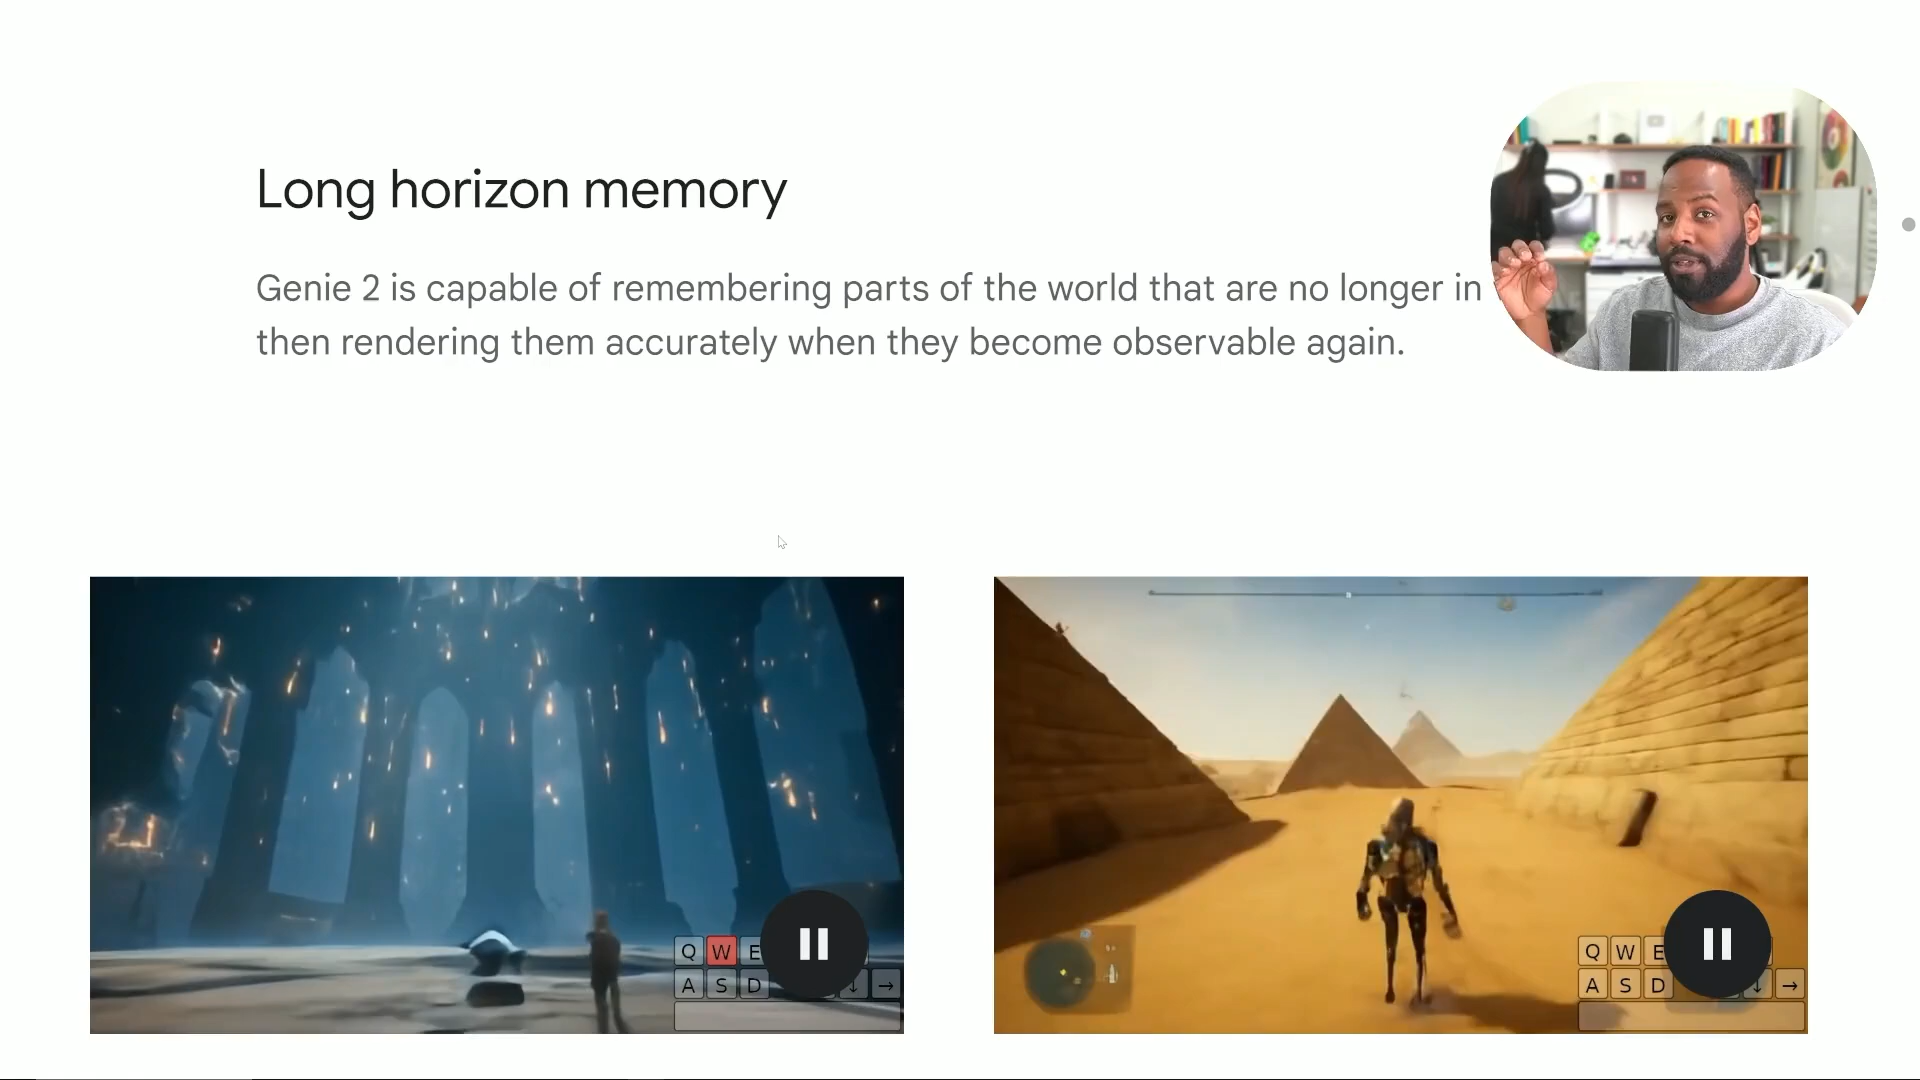 Long horizon memory
Genie 2 is capable of remembering parts of the world that are no longer in
then rendering them accurately when they become observable again.
Q W E
A S D ↓ →
Q W E
A S D ↓ →